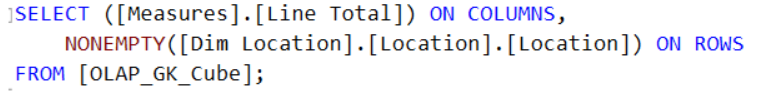 SELECT ([Measures].[Line Total]) ON COLUMNS,
NONEMPTY([Dim Location].[Location].[Location]) ON ROWS
FROM [OLAP_GK_Cube];